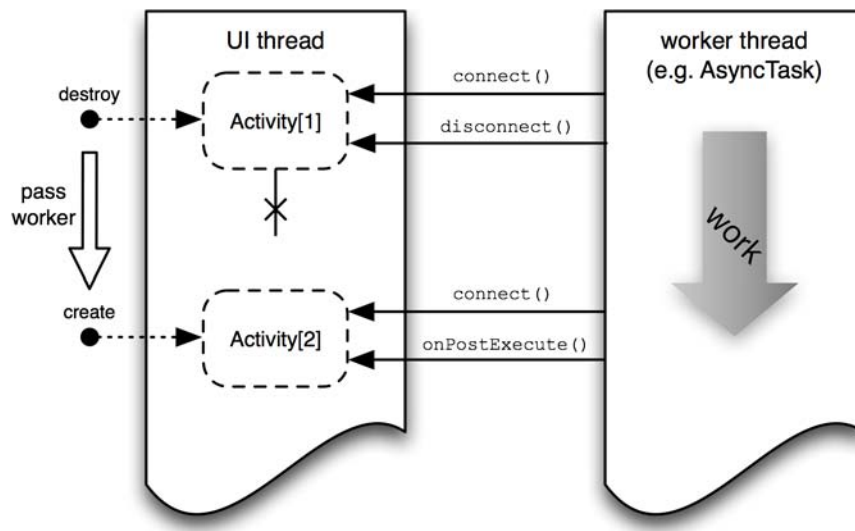 UI thread
worker thread
(e.g. AsyncTask)
connect()
destroy
Activity[1]
disconnect()
pass
worker
work
create
connect()
Activity[2]
onPostExecute()